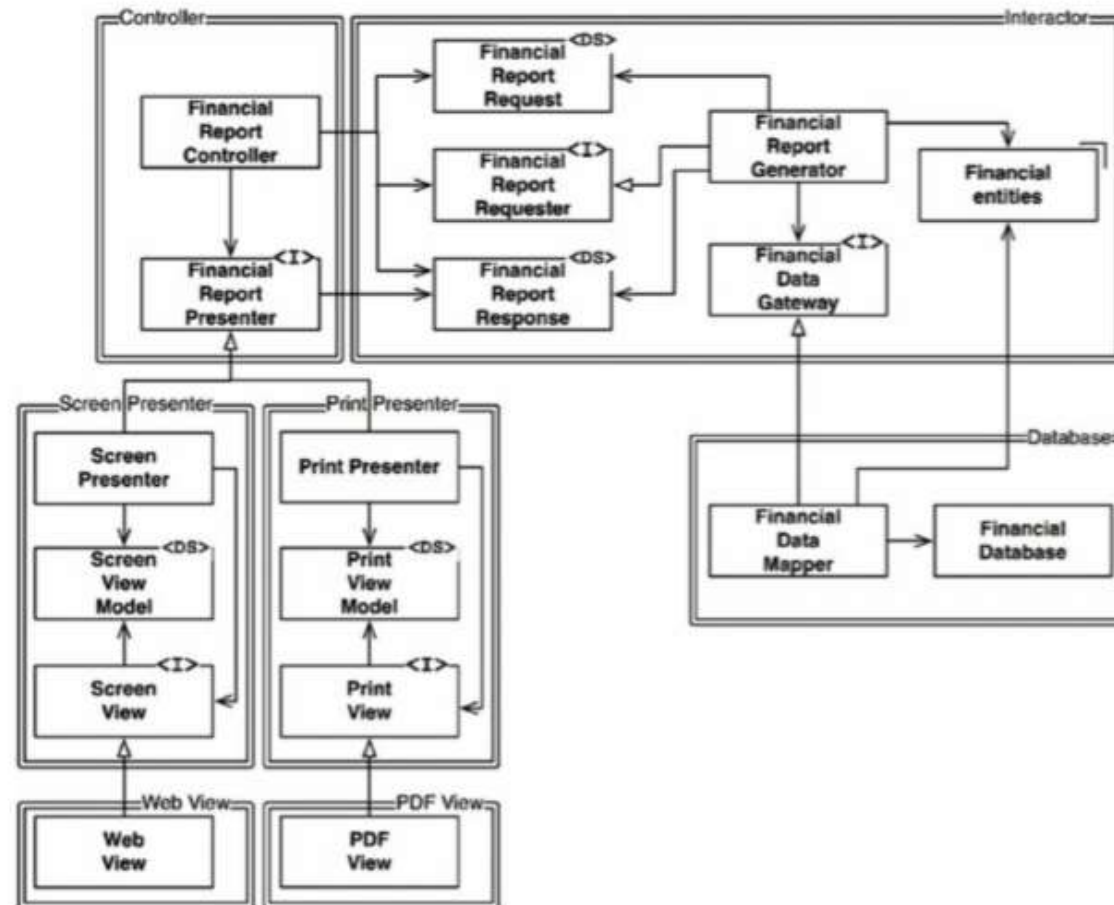 Controller
Interactor
<DS>
Financial
Report
Request
Financial
Report
Controller
Financial
Report
Generator
<I>
Financial
Report
Requester
Financial
entities
<I>
Financial
Report
Presenter
<DS>
Financial
Report
Response
<I>
Financial
Data
Gateway
Screen Presenter
Print Presenter
Database
Screen
Presenter
Print Presenter
Financial
Data
Mapper
Financial
Database
<DS>
Screen
View
Model
<DS>
Print
View
Model
<I>
Screen
View
<I>
Print
View
Web View
PDF View
Web
View
PDF
View